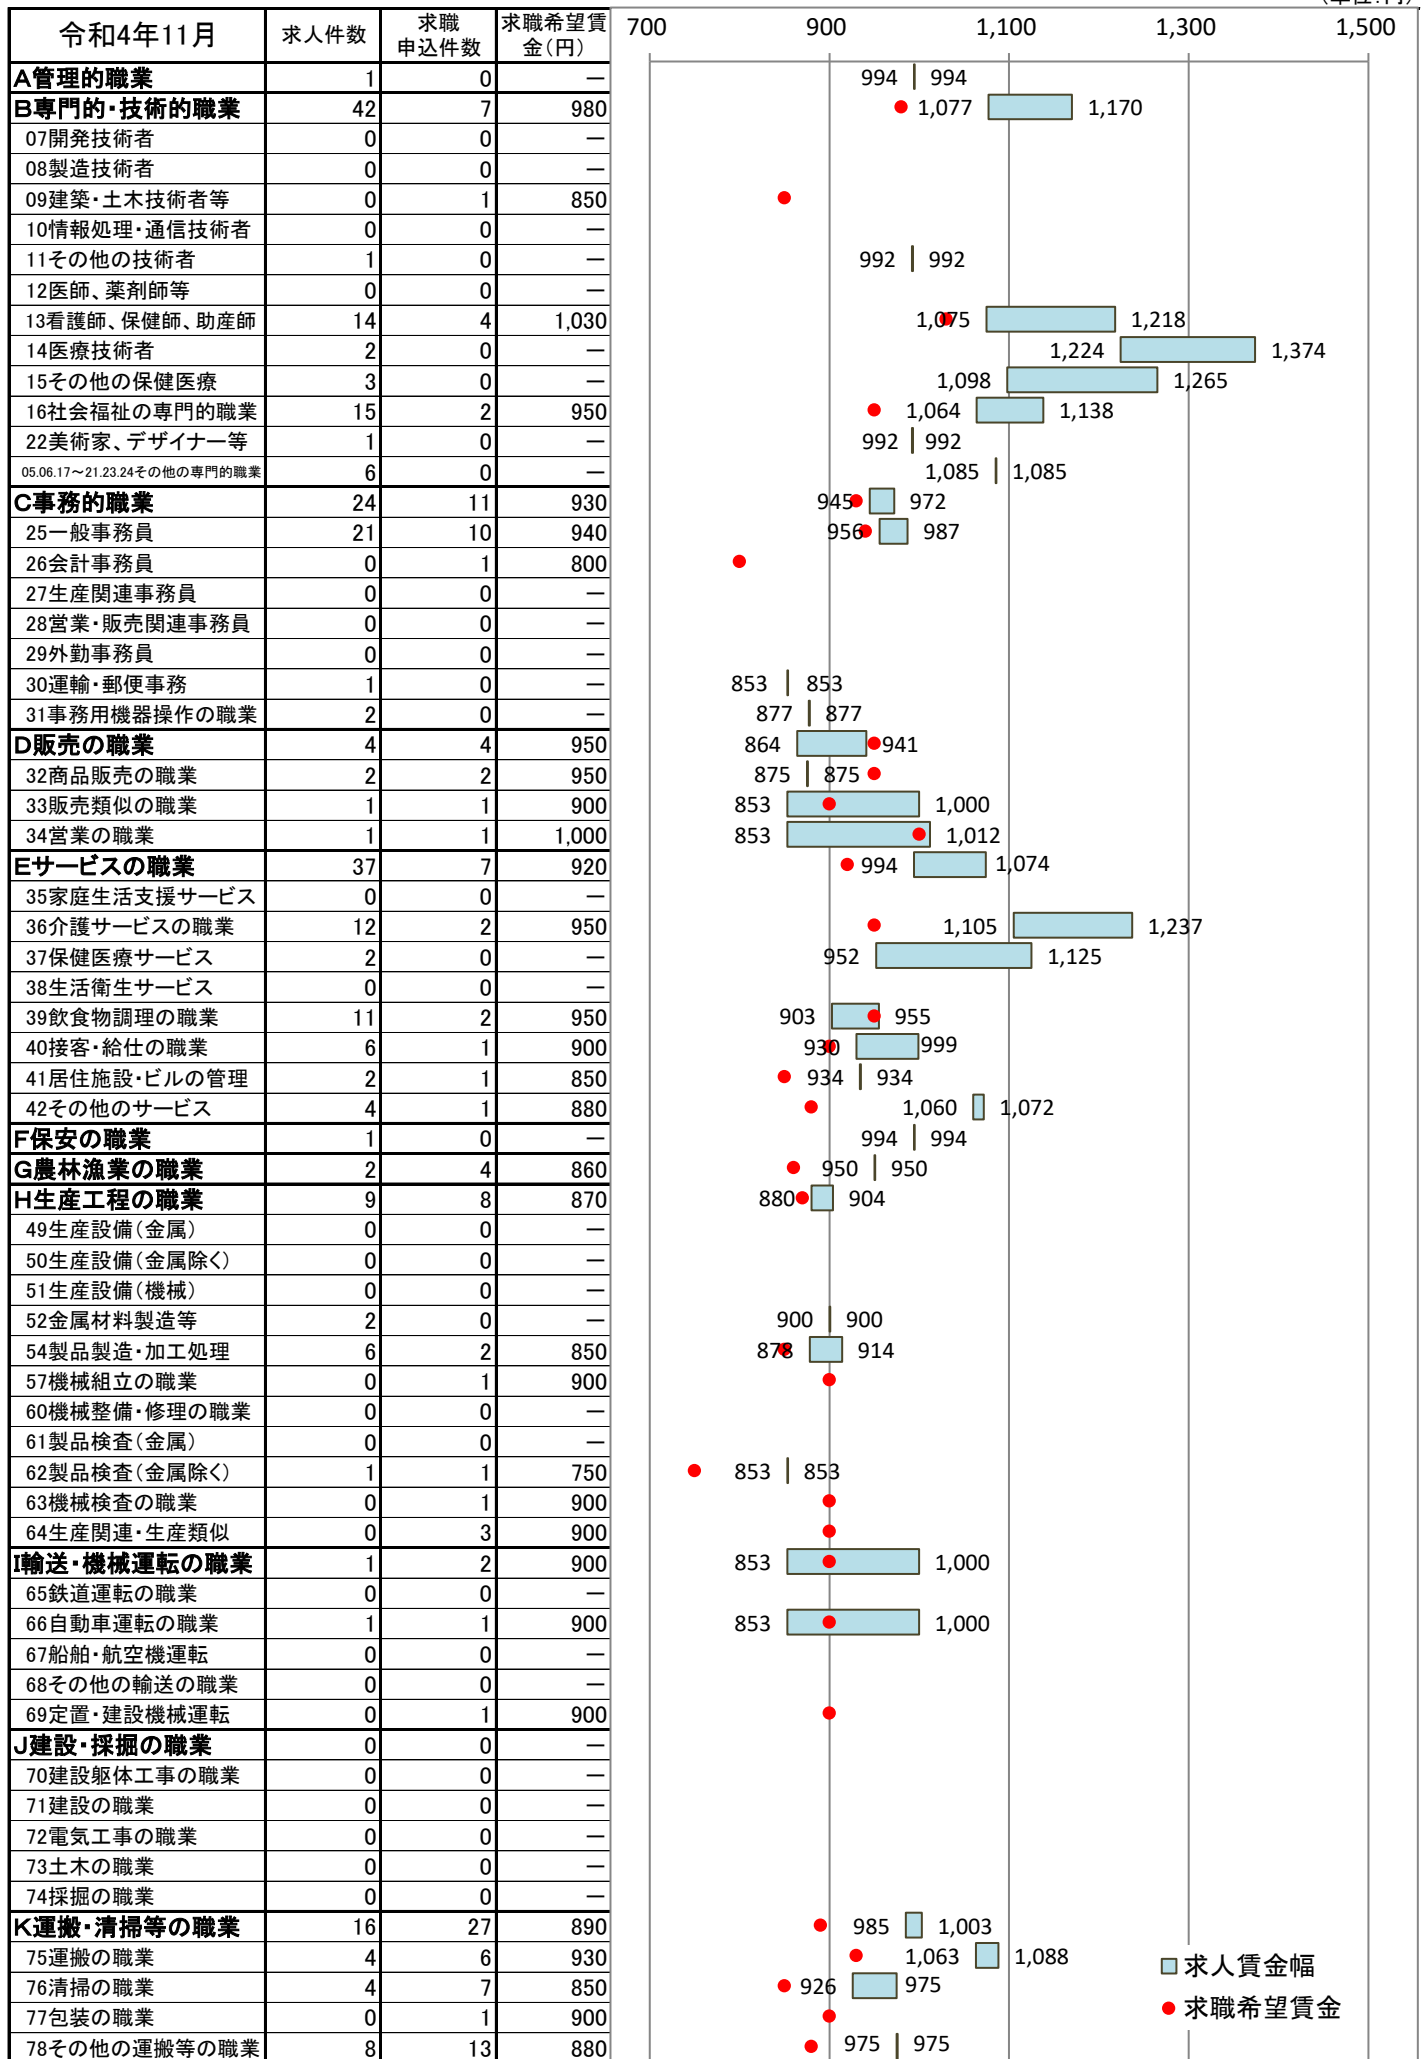 (単位:円)
令和4年11月 求人件数 求職申込件数 求職希望賃金(円) 700 900 1,100 1,300 1,500
A管理的職業 1 0 － 994 994
B専門的・技術的職業 42 7 980 1,077 1,170
07開発技術者 0 0 －
08製造技術者 0 0 －
09建築・土木技術者等 0 1 850
10情報処理・通信技術者 0 0 －
11その他の技術者 1 0 － 992 992
12医師、薬剤師等 0 0 －
13看護師、保健師、助産師 14 4 1,030 1,075 1,218
14医療技術者 2 0 － 1,224 1,374
15その他の保健医療 3 0 － 1,098 1,265
16社会福祉の専門的職業 15 2 950 1,064 1,138
22美術家、デザイナー等 1 0 － 992 992
05.06.17～21.23.24その他の専門的職業 6 0 － 1,085 1,085
C事務的職業 24 11 930 945 972
25一般事務員 21 10 940 956 987
26会計事務員 0 1 800
27生産関連事務員 0 0 －
28営業・販売関連事務員 0 0 －
29外勤事務員 0 0 －
30運輸・郵便事務 1 0 － 853 853
31事務用機器操作の職業 2 0 － 877 877
D販売の職業 4 4 950 864 941
32商品販売の職業 2 2 950 875 875
33販売類似の職業 1 1 900 853 1,000
34営業の職業 1 1 1,000 853 1,012
Eサービスの職業 37 7 920 994 1,074
35家庭生活支援サービス 0 0 －
36介護サービスの職業 12 2 950 1,105 1,237
37保健医療サービス 2 0 － 952 1,125
38生活衛生サービス 0 0 －
39飲食物調理の職業 11 2 950 903 955
40接客・給仕の職業 6 1 900 930 999
41居住施設・ビルの管理 2 1 850 934 934
42その他のサービス 4 1 880 1,060 1,072
F保安の職業 1 0 － 994 994
G農林漁業の職業 2 4 860 950 950
H生産工程の職業 9 8 870 880 904
49生産設備(金属) 0 0 －
50生産設備(金属除く) 0 0 －
51生産設備(機械) 0 0 －
52金属材料製造等 2 0 － 900 900
54製品製造・加工処理 6 2 850 878 914
57機械組立の職業 0 1 900
60機械整備・修理の職業 0 0 －
61製品検査(金属) 0 0 －
62製品検査(金属除く) 1 1 750 853 853
63機械検査の職業 0 1 900
64生産関連・生産類似 0 3 900
I輸送・機械運転の職業 1 2 900 853 1,000
65鉄道運転の職業 0 0 －
66自動車運転の職業 1 1 900 853 1,000
67船舶・航空機運転 0 0 －
68その他の輸送の職業 0 0 －
69定置・建設機械運転 0 1 900
J建設・採掘の職業 0 0 －
70建設躯体工事の職業 0 0 －
71建設の職業 0 0 －
72電気工事の職業 0 0 －
73土木の職業 0 0 －
74採掘の職業 0 0 －
K運搬・清掃等の職業 16 27 890 985 1,003
75運搬の職業 4 6 930 1,063 1,088
76清掃の職業 4 7 850 926 975
77包装の職業 0 1 900
78その他の運搬等の職業 8 13 880 975 975
求人賃金幅
求職希望賃金